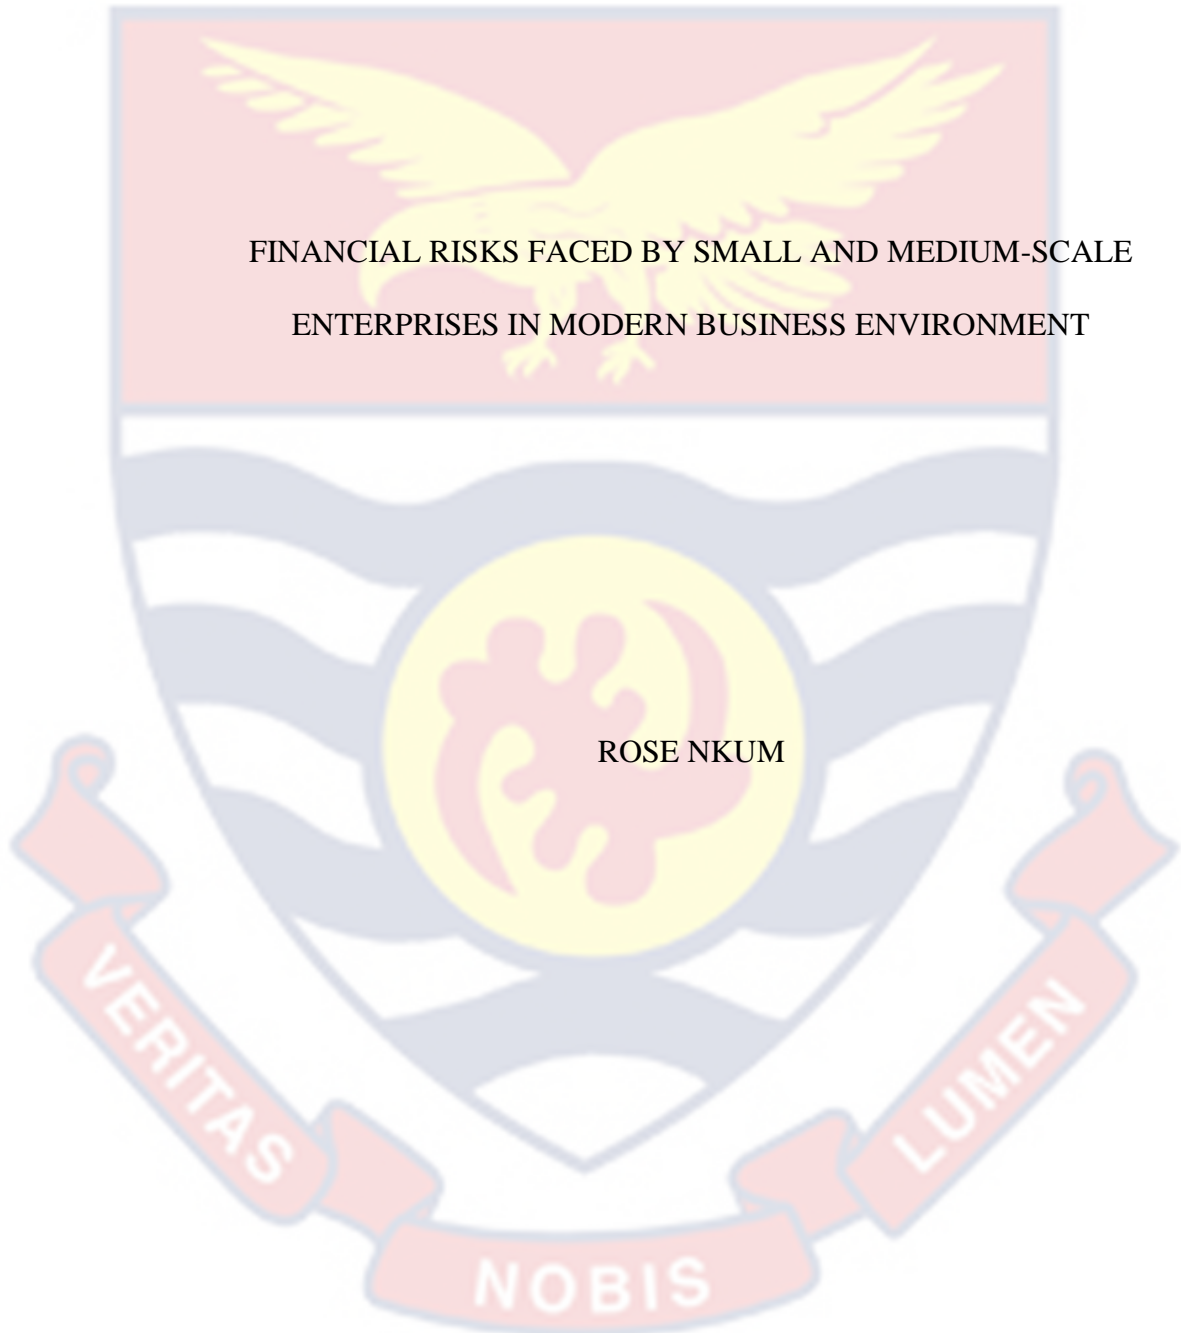 FINANCIAL RISKS FACED BY SMALL AND MEDIUM-SCALE
ENTERPRISES IN MODERN BUSINESS ENVIRONMENT
ROSE NKUM
VERITAS
NOBIS
LUMEN